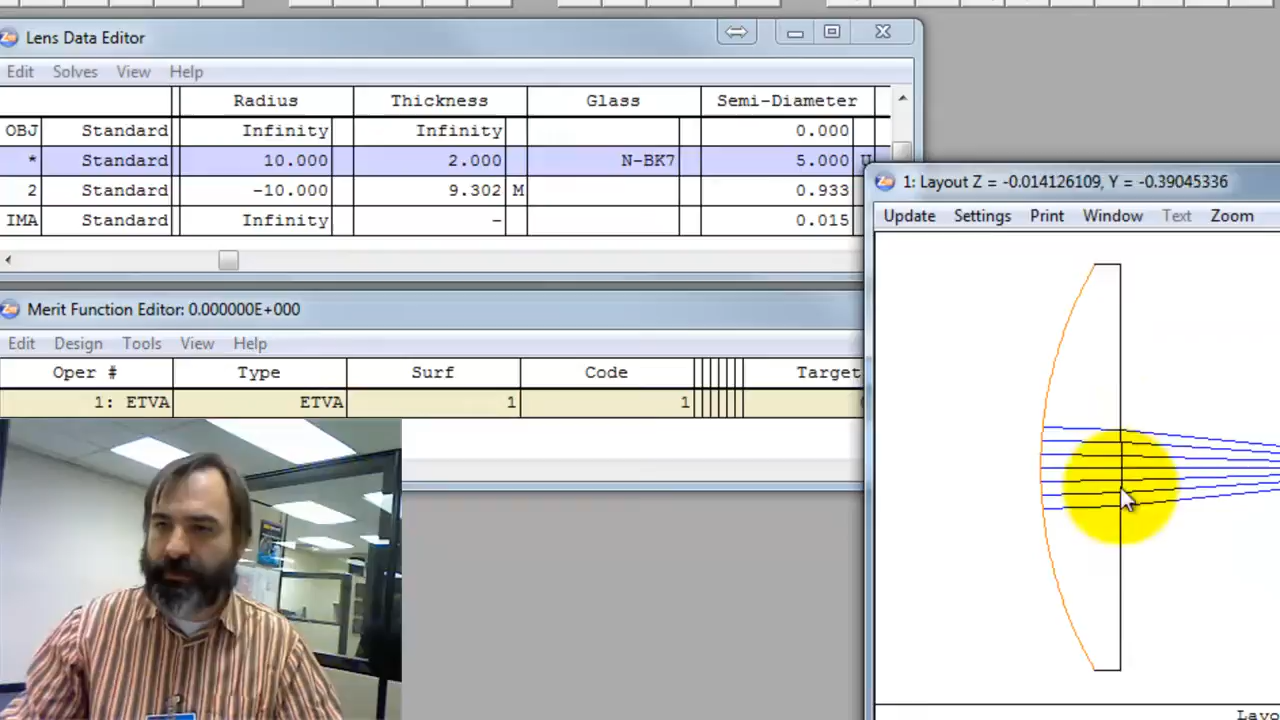 Lens Data Editor
Edit Solves View Help
Radius Thickness Glass Semi-Diameter
OBJ Standard Infinity Infinity 0.000
* Standard 10.000 2.000 N-BK7 5.000 U
2 Standard -10.000 9.302 M 0.933
IMA Standard Infinity - 0.015
Merit Function Editor: 0.000000E+000
Edit Design Tools View Help
Oper # Type Surf Code Target
1: ETVA ETVA 1 1
1: Layout Z = -0.014126109, Y = -0.39045336
Update Settings Print Window Text Zoom